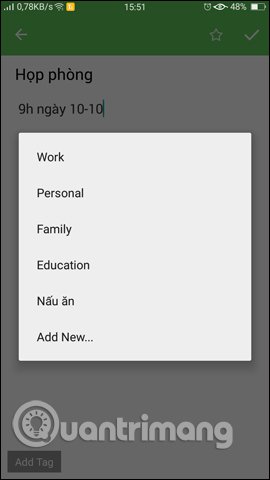 0,78KB/s 15:51 48%
Họp phòng
9h ngày 10-10
Work
Personal
Family
Education
Nấu ăn
Add New...
Quantrimang
Add Tag